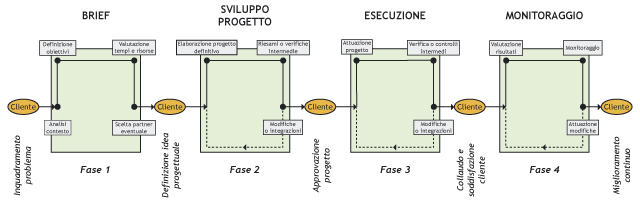 BRIEF
SVILUPPO
PROGETTO
ESECUZIONE
MONITORAGGIO
Definizione
obiettivi
Valutazione
tempi e risorse
Elaborazione progetto
definitivo
Riesami o verifiche
intermedie
Attuazione
progetto
Verifica o controlli
intermedi
Valutazione
risultati
Monitoraggio
Cliente
Cliente
Cliente
Cliente
Cliente
Analisi
contesto
Scelta partner
eventuale
Modifiche
o integrazioni
Modifiche
o integrazioni
Attuazione
modifiche
Inquadramento
problema
Fase 1
Definizione idea
progettuale
Fase 2
Approvazione
progetto
Fase 3
Collaudo e
soddisfazione
cliente
Fase 4
Miglioramento
continuo